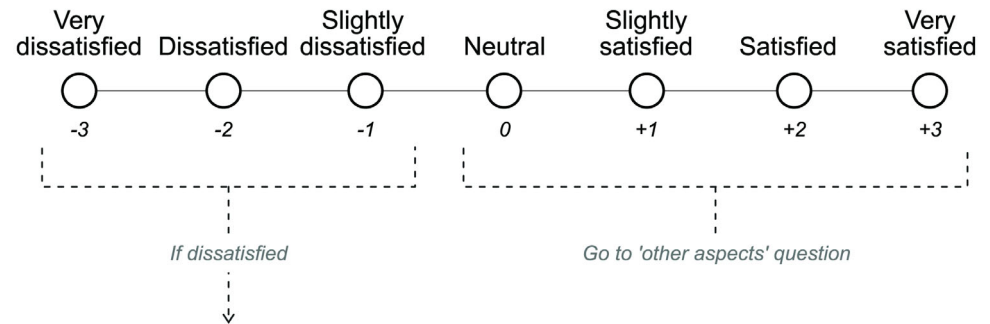 Very dissatisfied
Dissatisfied
Slightly dissatisfied
Neutral
Slightly satisfied
Satisfied
Very satisfied
-3 -2 -1 0 +1 +2 +3
If dissatisfied
Go to 'other aspects' question